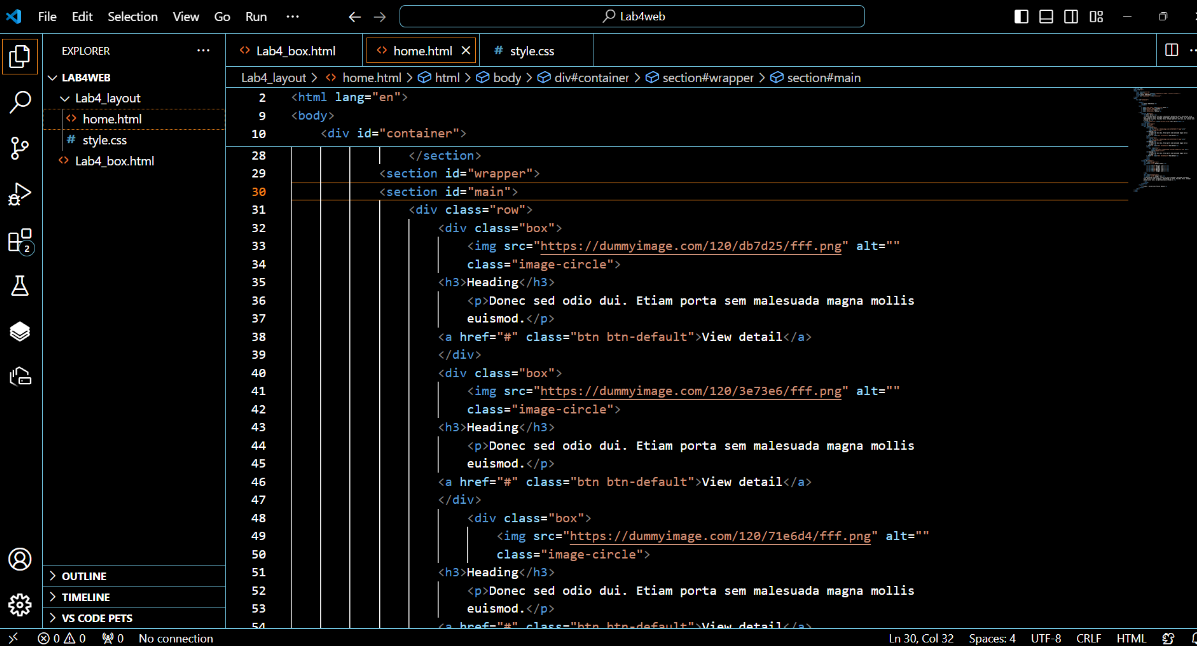 File Edit Selection View Go Run ··· Lab4web
EXPLORER ···
LAB4WEB
Lab4_layout
<> home.html
# style.css
<> Lab4_box.html
2
OUTLINE
TIMELINE
VS CODE PETS
<> Lab4_box.html <> home.html × # style.css
Lab4_layout > <> home.html > html > body > div#container > section#wrapper > section#main
2 <html lang="en">
9 <body>
10 <div id="container">
28 </section>
29 <section id="wrapper">
30 <section id="main">
31 <div class="row">
32 <div class="box">
33 <img src="https://dummyimage.com/120/db7d25/fff.png" alt=""
34 class="image-circle">
35 <h3>Heading</h3>
36 <p>Donec sed odio dui. Etiam porta sem malesuada magna mollis
37 euismod.</p>
38 <a href="#" class="btn btn-default">View detail</a>
39 </div>
40 <div class="box">
41 <img src="https://dummyimage.com/120/3e73e6/fff.png" alt=""
42 class="image-circle">
43 <h3>Heading</h3>
44 <p>Donec sed odio dui. Etiam porta sem malesuada magna mollis
45 euismod.</p>
46 <a href="#" class="btn btn-default">View detail</a>
47 </div>
48 <div class="box">
49 <img src="https://dummyimage.com/120/71e6d4/fff.png" alt=""
50 class="image-circle">
51 <h3>Heading</h3>
52 <p>Donec sed odio dui. Etiam porta sem malesuada magna mollis
53 euismod.</p>
54 <a href="#" class="btn btn-default">View detail</a>
0 0 0 No connection Ln 30, Col 32 Spaces: 4 UTF-8 CRLF HTML